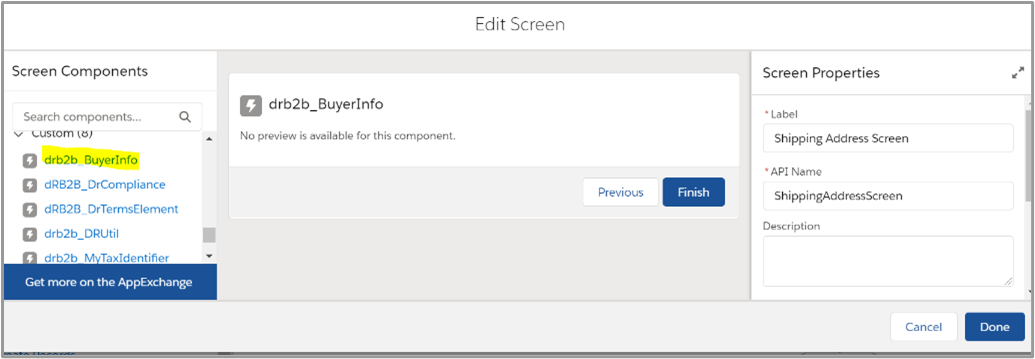 Edit Screen
Screen Components
Search components...
Custom (8)
drb2b_BuyerInfo
dRB2B_DrCompliance
dRB2B_DrTermsElement
drb2b_DRUtil
drb2b_MyTaxIdentifier
Get more on the AppExchange
drb2b_BuyerInfo
No preview is available for this component.
Previous
Finish
Screen Properties
* Label
Shipping Address Screen
* API Name
ShippingAddressScreen
Description
Cancel
Done